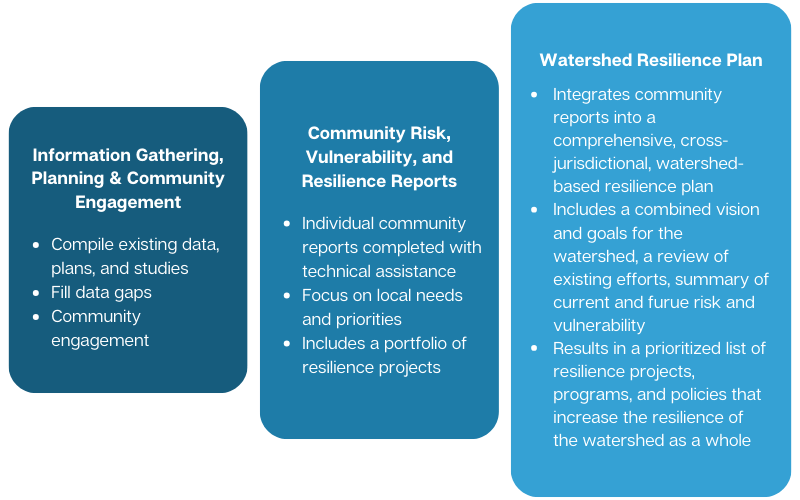 Information Gathering,
Planning & Community
Engagement
• Compile existing data,
plans, and studies
• Fill data gaps
• Community
engagement
Community Risk,
Vulnerability, and
Resilience Reports
• Individual community
reports completed with
technical assistance
• Focus on local needs
and priorities
• Includes a portfolio of
resilience projects
Watershed Resilience Plan
• Integrates community
reports into a
comprehensive, cross-
jurisdictional, watershed-
based resilience plan
• Includes a combined vision
and goals for the
watershed, a review of
existing efforts, summary of
current and furue risk and
vulnerability
• Results in a prioritized list of
resilience projects,
programs, and policies that
increase the resilience of
the watershed as a whole